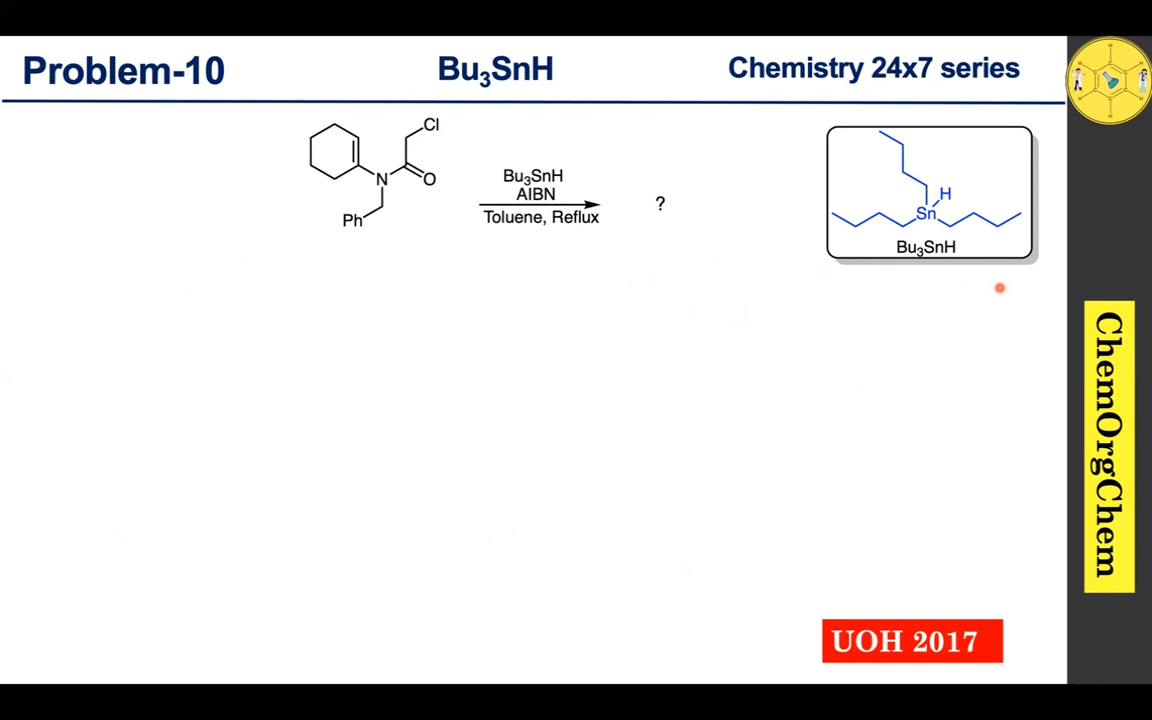 Problem-10
Bu₃SnH
Chemistry 24x7 series
Cl
N
O
Ph
Bu₃SnH
AIBN
Toluene, Reflux
?
H
Sn
Bu₃SnH
ChemOrgChem
UOH 2017